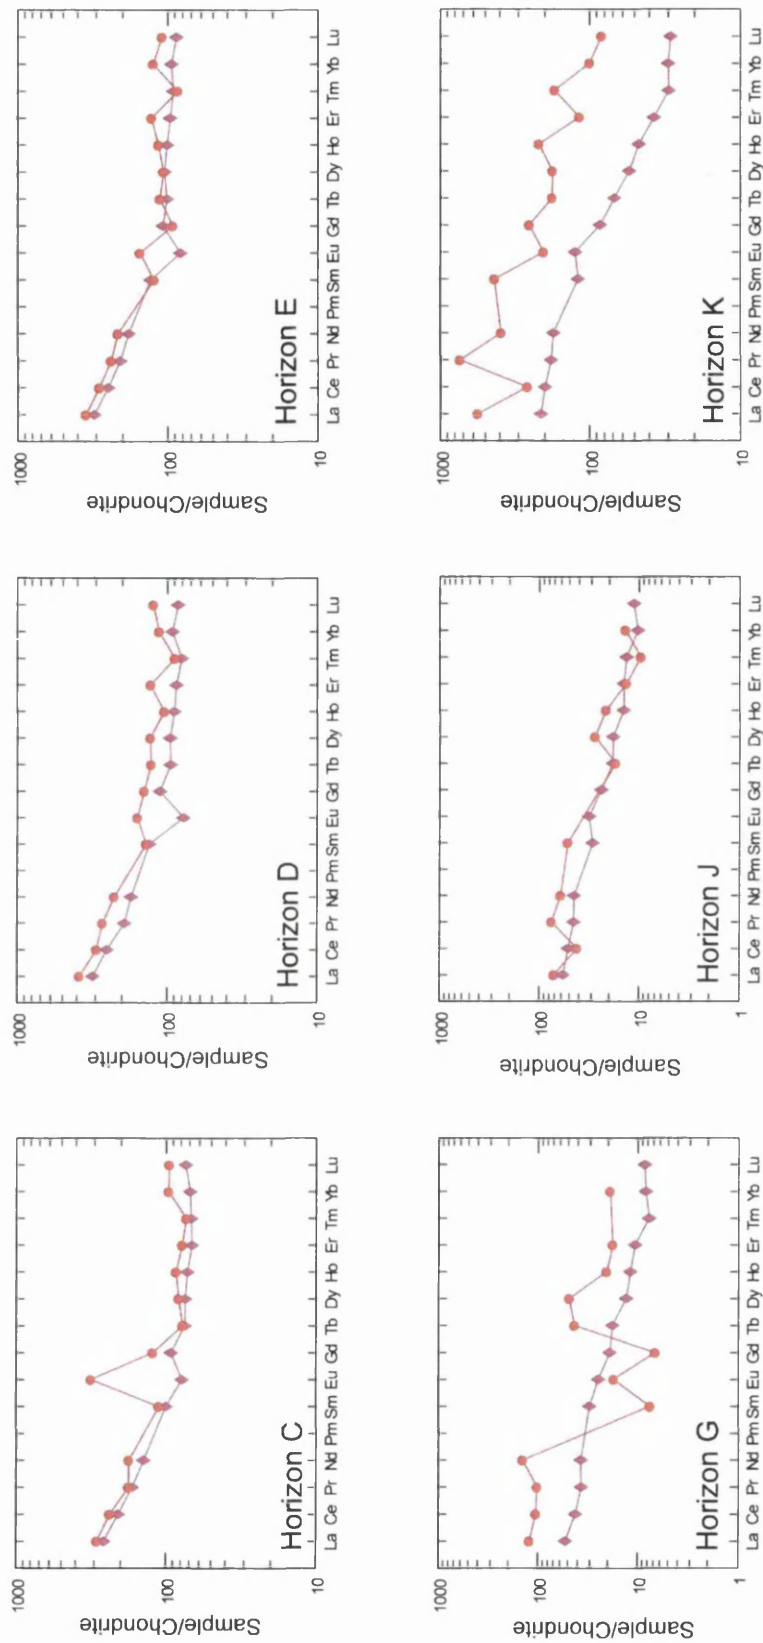 Sample/Chondrite
1000
100
10
Horizon C
La Ce Pr Nd Pm Sm Eu Gd Tb Dy Ho Er Tm Yb Lu
Sample/Chondrite
1000
100
10
Horizon D
La Ce Pr Nd Pm Sm Eu Gd Tb Dy Ho Er Tm Yb Lu
Sample/Chondrite
1000
100
10
Horizon E
La Ce Pr Nd Pm Sm Eu Gd Tb Dy Ho Er Tm Yb Lu
Sample/Chondrite
1000
100
10
1
Horizon G
La Ce Pr Nd Pm Sm Eu Gd Tb Dy Ho Er Tm Yb Lu
Sample/Chondrite
1000
100
10
1
Horizon J
La Ce Pr Nd Pm Sm Eu Gd Tb Dy Ho Er Tm Yb Lu
Sample/Chondrite
1000
100
10
Horizon K
La Ce Pr Nd Pm Sm Eu Gd Tb Dy Ho Er Tm Yb Lu